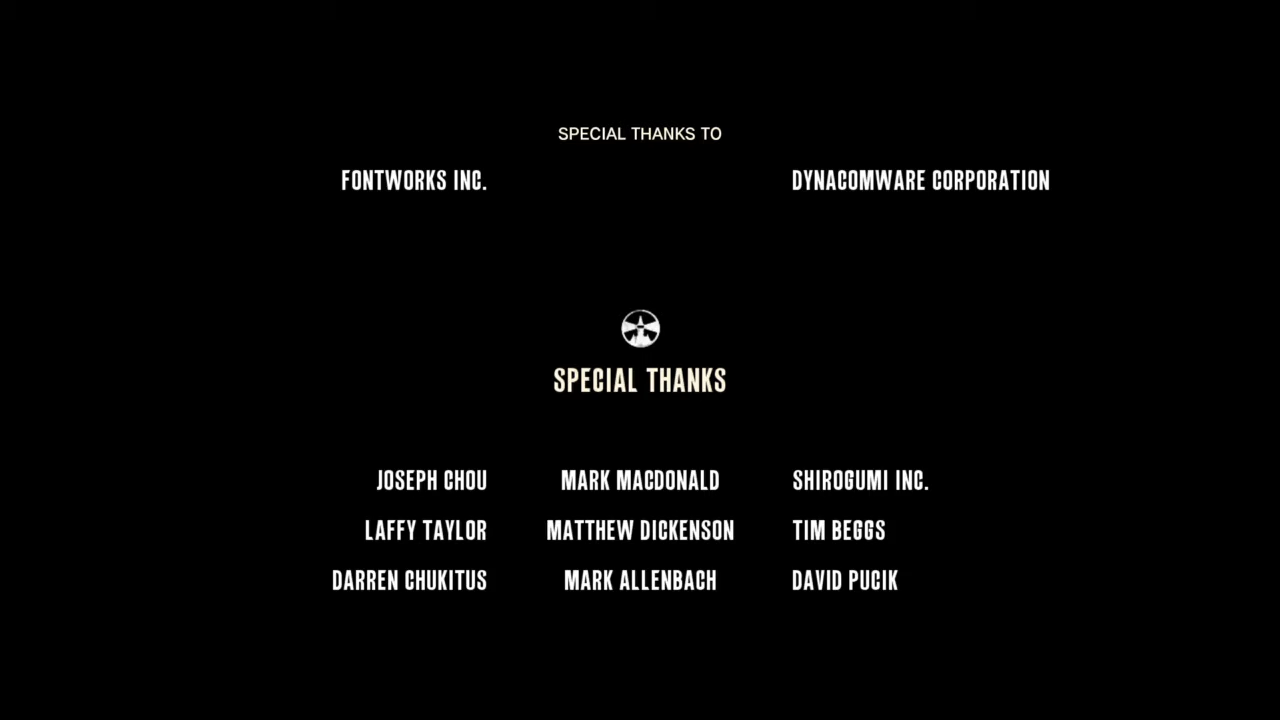 SPECIAL THANKS TO
FONTWORKS INC. DYNACOMWARE CORPORATION
SPECIAL THANKS
JOSEPH CHOU MARK MACDONALD SHIROGUMI INC.
LAFFY TAYLOR MATTHEW DICKENSON TIM BEGGS
DARREN CHUKITUS MARK ALLENBACH DAVID PUCIK